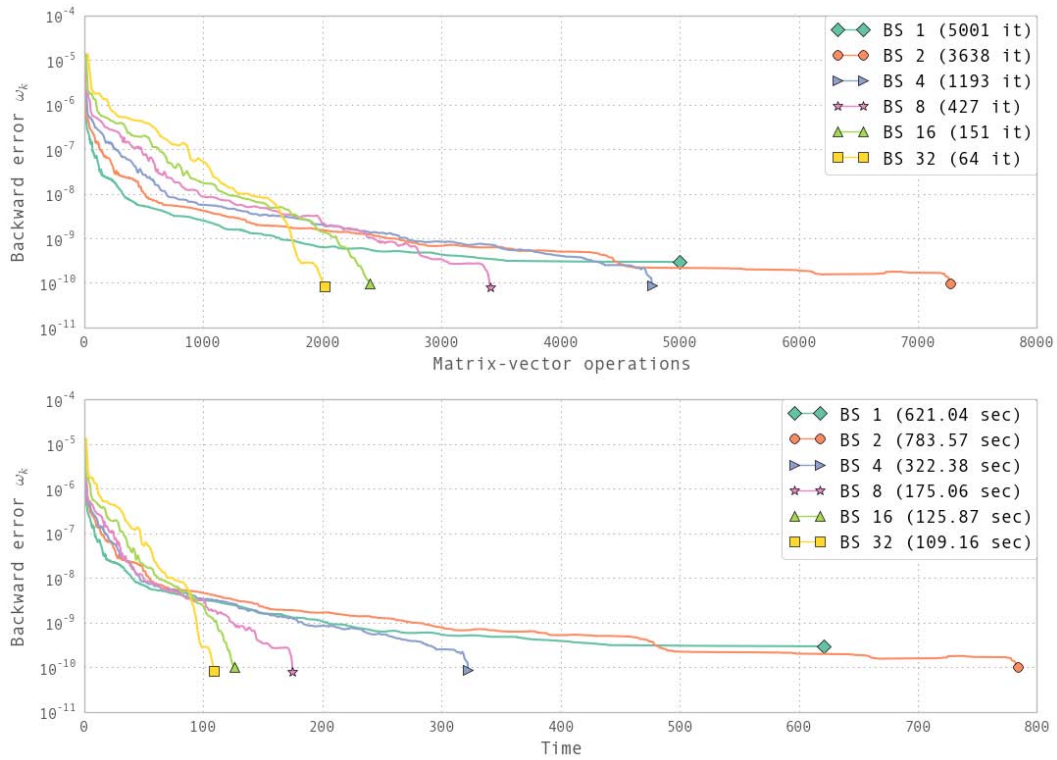 10^-4
10^-5
10^-6
10^-7
10^-8
10^-9
10^-10
10^-11
Backward error ω_k
BS 1 (5001 it)
BS 2 (3638 it)
BS 4 (1193 it)
BS 8 (427 it)
BS 16 (151 it)
BS 32 (64 it)
0 1000 2000 3000 4000 5000 6000 7000 8000
Matrix-vector operations
10^-4
10^-5
10^-6
10^-7
10^-8
10^-9
10^-10
10^-11
Backward error ω_k
BS 1 (621.04 sec)
BS 2 (783.57 sec)
BS 4 (322.38 sec)
BS 8 (175.06 sec)
BS 16 (125.87 sec)
BS 32 (109.16 sec)
0 100 200 300 400 500 600 700 800
Time